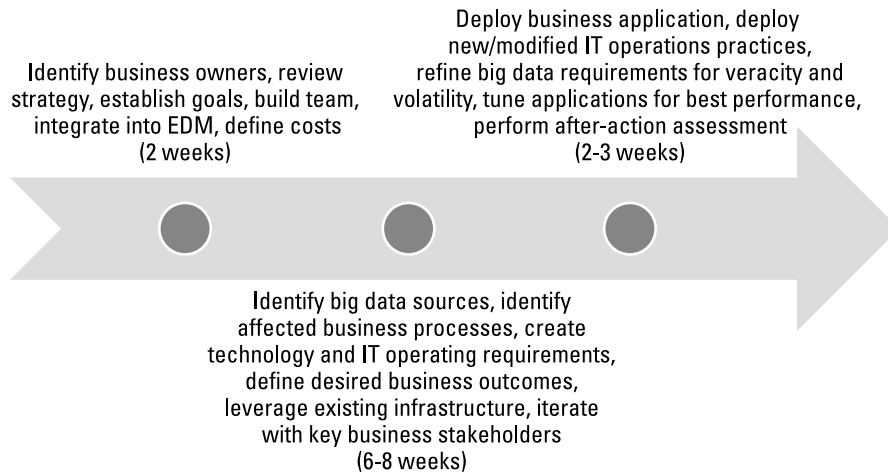 Identify business owners, review
strategy, establish goals, build team,
integrate into EDM, define costs
(2 weeks)
Identify big data sources, identify
affected business processes, create
technology and IT operating requirements,
define desired business outcomes,
leverage existing infrastructure, iterate
with key business stakeholders
(6-8 weeks)
Deploy business application, deploy
new/modified IT operations practices,
refine big data requirements for veracity and
volatility, tune applications for best performance,
perform after-action assessment
(2-3 weeks)